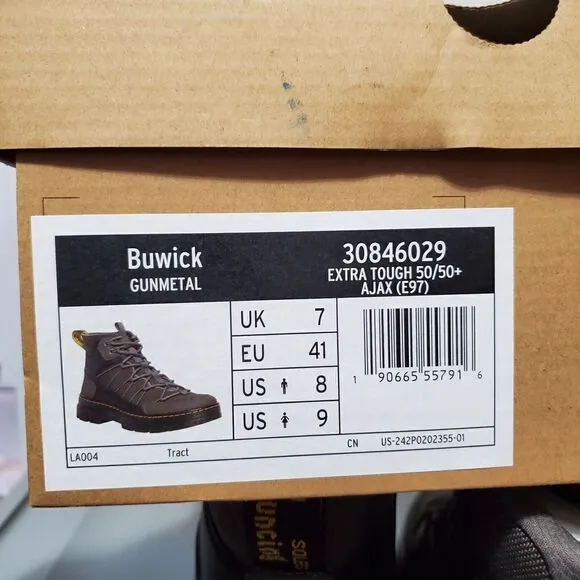 Buwick
GUNMETAL
30846029
EXTRA TOUGH 50/50+
AJAX (E97)
UK 7
EU 41
US 8
US 9
1 90665 55791 6
LA004 Tract CN US-242P0202355-01